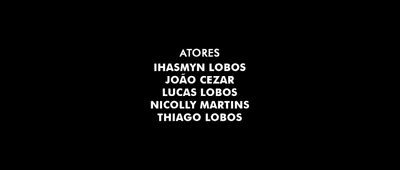 ATORES
IHASMYN LOBOS
JOÃO CEZAR
LUCAS LOBOS
NICOLLY MARTINS
THIAGO LOBOS